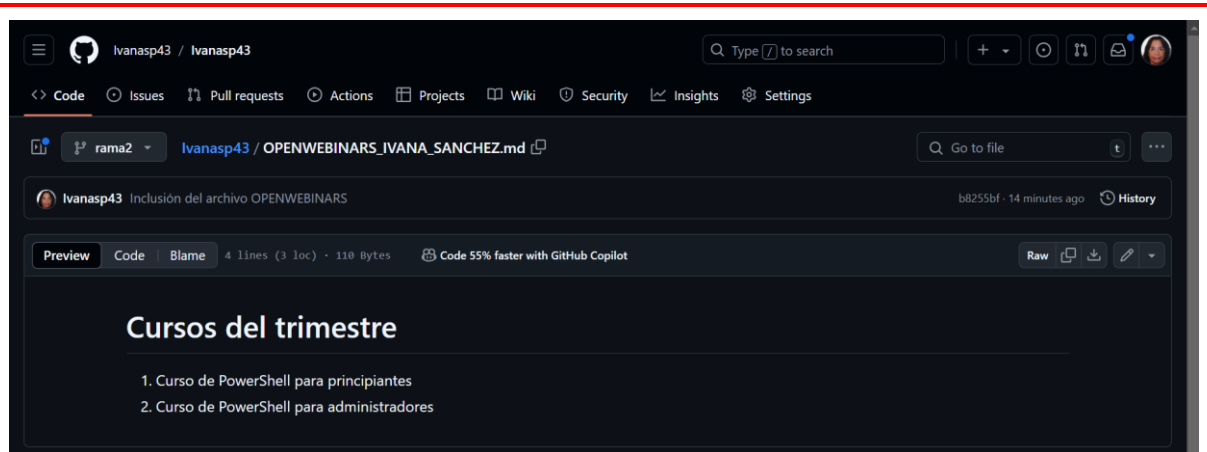 Ivanasp43 / Ivanasp43
Type / to search
Code Issues Pull requests Actions Projects Wiki Security Insights Settings
rama2 Ivanasp43 / OPENWEBINARS_IVANA_SANCHEZ.md Go to file t
Ivanasp43 Inclusión del archivo OPENWEBINARS b8255bf · 14 minutes ago History
Preview Code Blame 4 lines (3 loc) · 110 Bytes Code 55% faster with GitHub Copilot Raw
Cursos del trimestre
1. Curso de PowerShell para principiantes
2. Curso de PowerShell para administradores